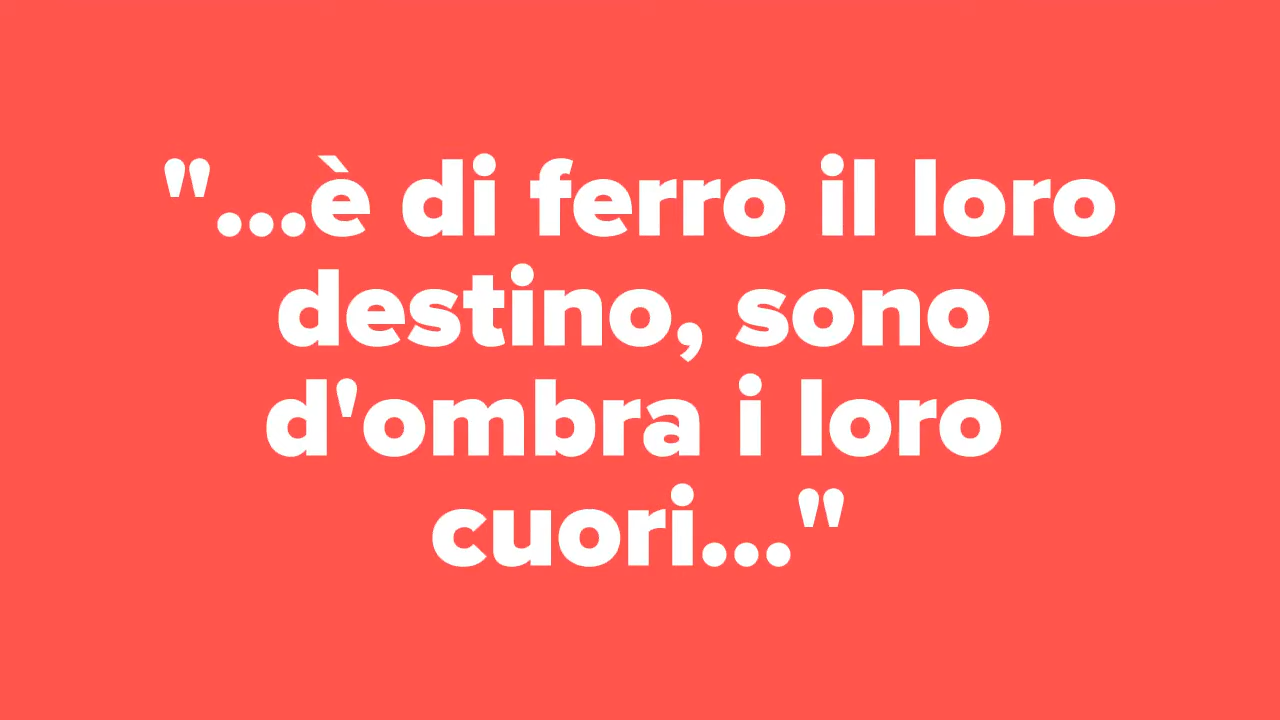 "...è di ferro il loro
destino, sono
d'ombra i loro
cuori..."